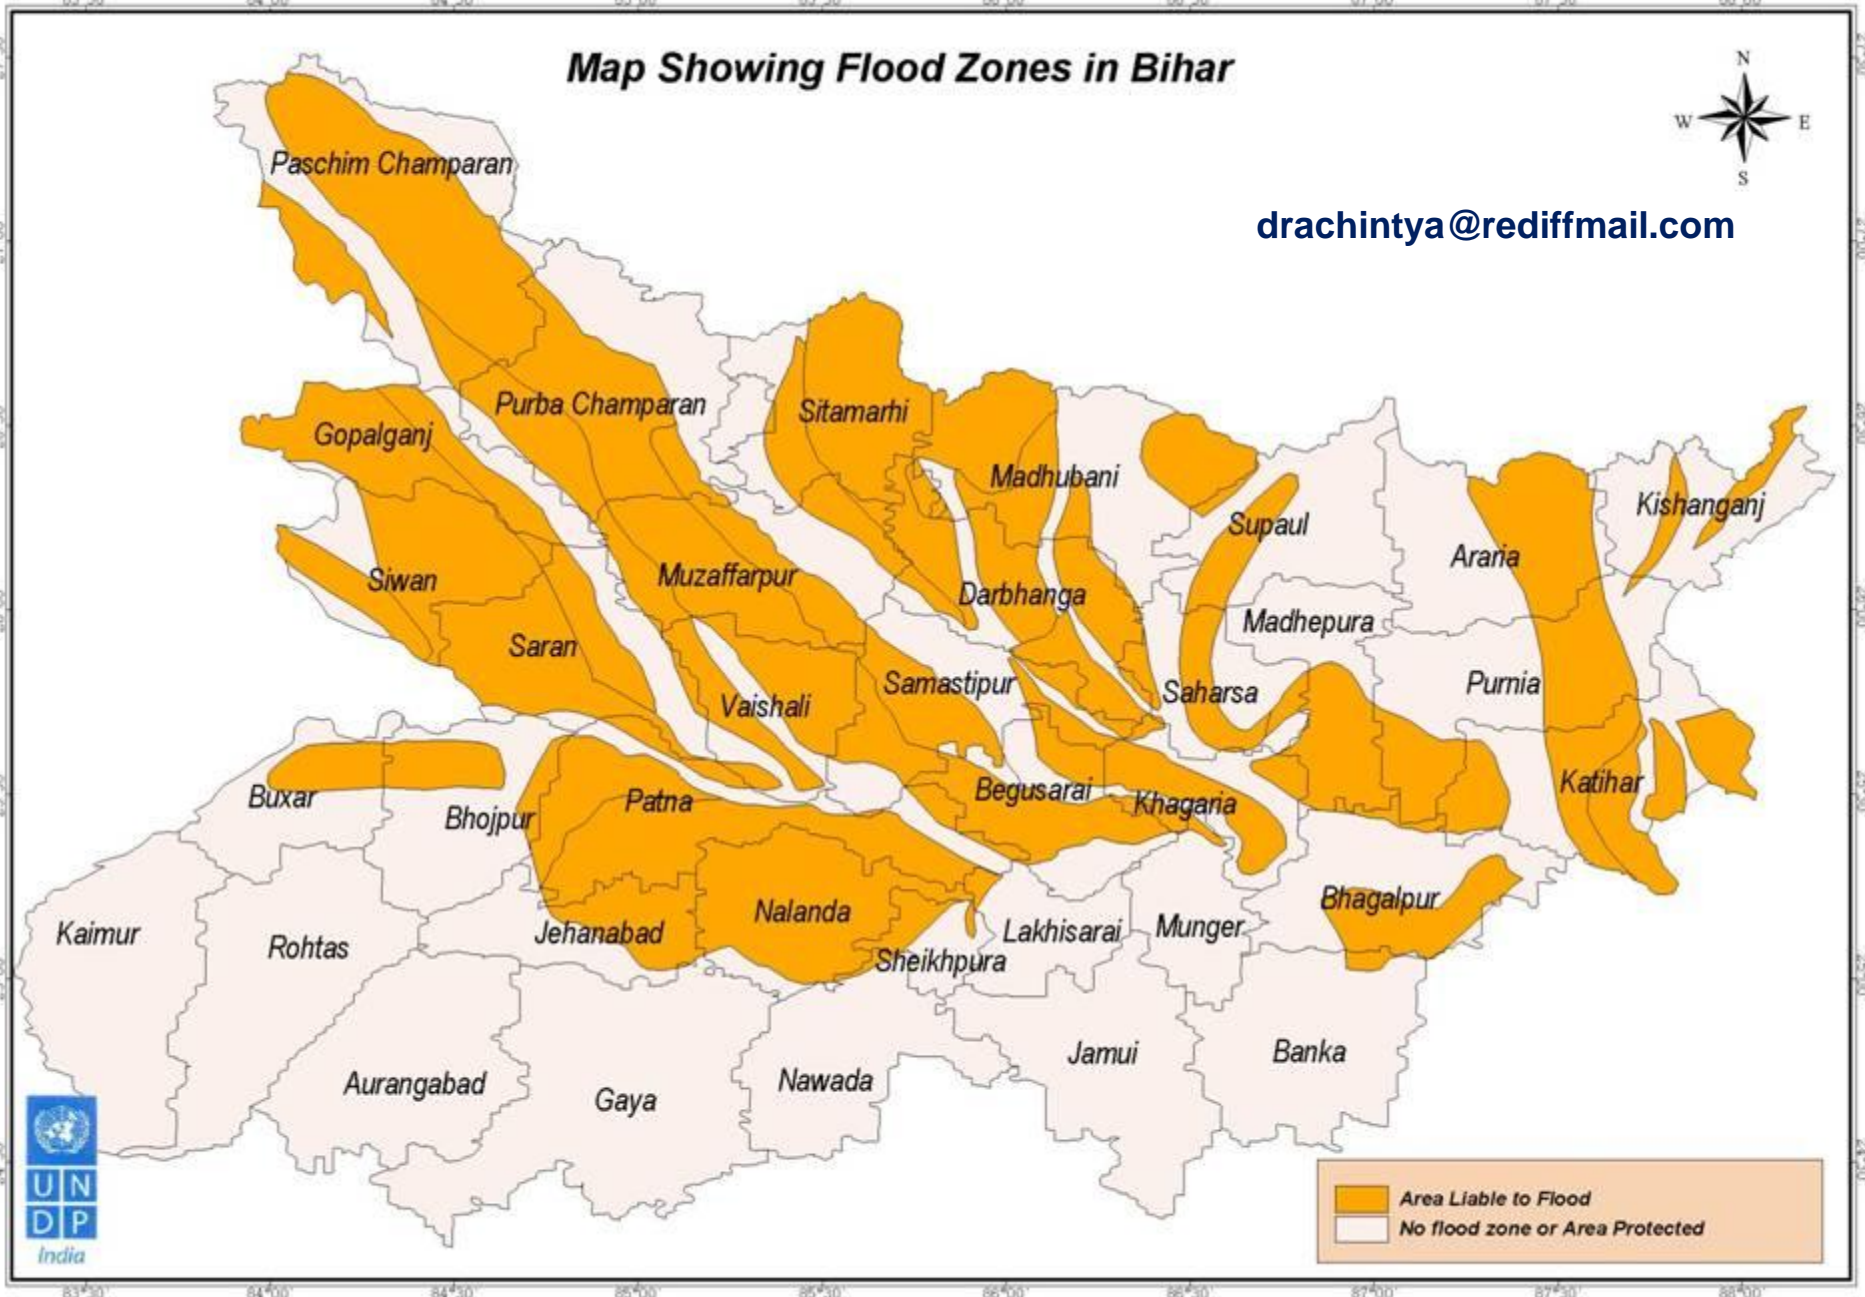 Map Showing Flood Zones in Bihar
N
W E
S
drachintya@rediffmail.com
Paschim Champaran
Purba Champaran
Sitamarhi
Gopalganj
Madhubani
Kishanganj
Supaul
Araria
Siwan
Muzaffarpur
Darbhanga
Madhepura
Saran
Samastipur
Saharsa
Purnia
Vaishali
Buxar
Patna
Begusarai
Khagaria
Katihar
Bhojpur
Bhagalpur
Nalanda
Kaimur
Rohtas
Jehanabad
Lakhisarai
Munger
Sheikhpura
Jamui
Banka
Aurangabad
Gaya
Nawada
U N
D P
India
Area Liable to Flood
No flood zone or Area Protected